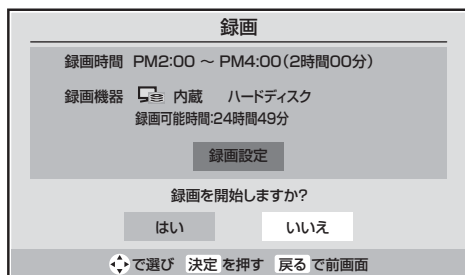 録画
録画時間 PM2:00 ～ PM4:00(2時間00分)
録画機器 内蔵 ハードディスク
録画可能時間:24時間49分
録画設定
録画を開始しますか?
はい いいえ
で選び 決定 を押す 戻る で前画面